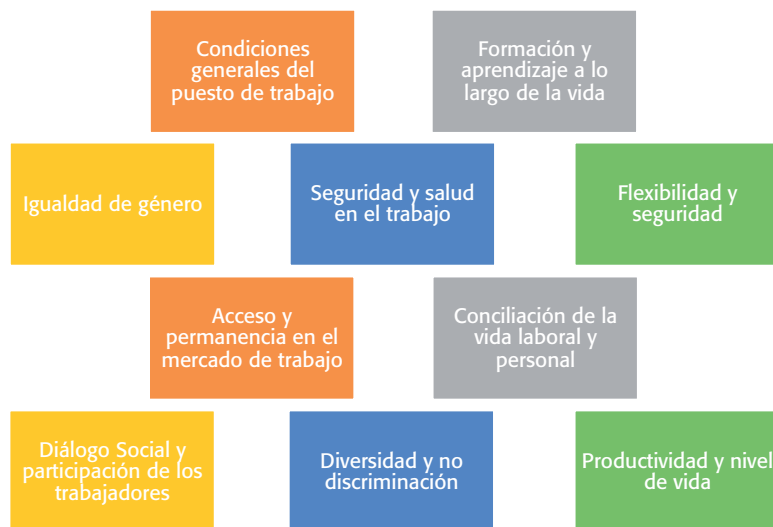 Condiciones
generales del
puesto de trabajo
Formación y
aprendizaje a lo
largo de la vida
Igualdad de género
Seguridad y salud
en el trabajo
Flexibilidad y
seguridad
Acceso y
permanencia en el
mercado de trabajo
Conciliación de la
vida laboral y
personal
Diálogo Social y
participación de los
trabajadores
Diversidad y no
discriminación
Productividad y nivel
de vida